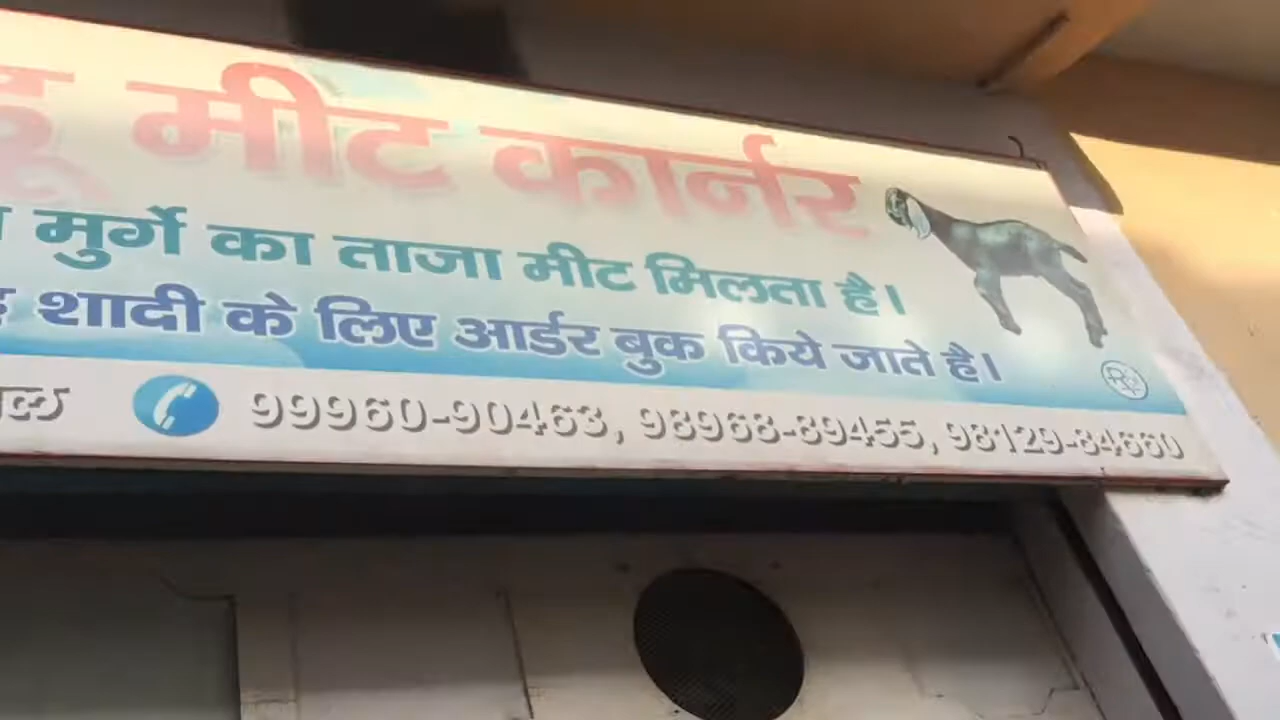 मीट कार्नर
मुर्गे का ताजा मीट मिलता है।
शादी के लिए आर्डर बुक किये जाते है।
99960-90463, 98968-89455, 98129-84660